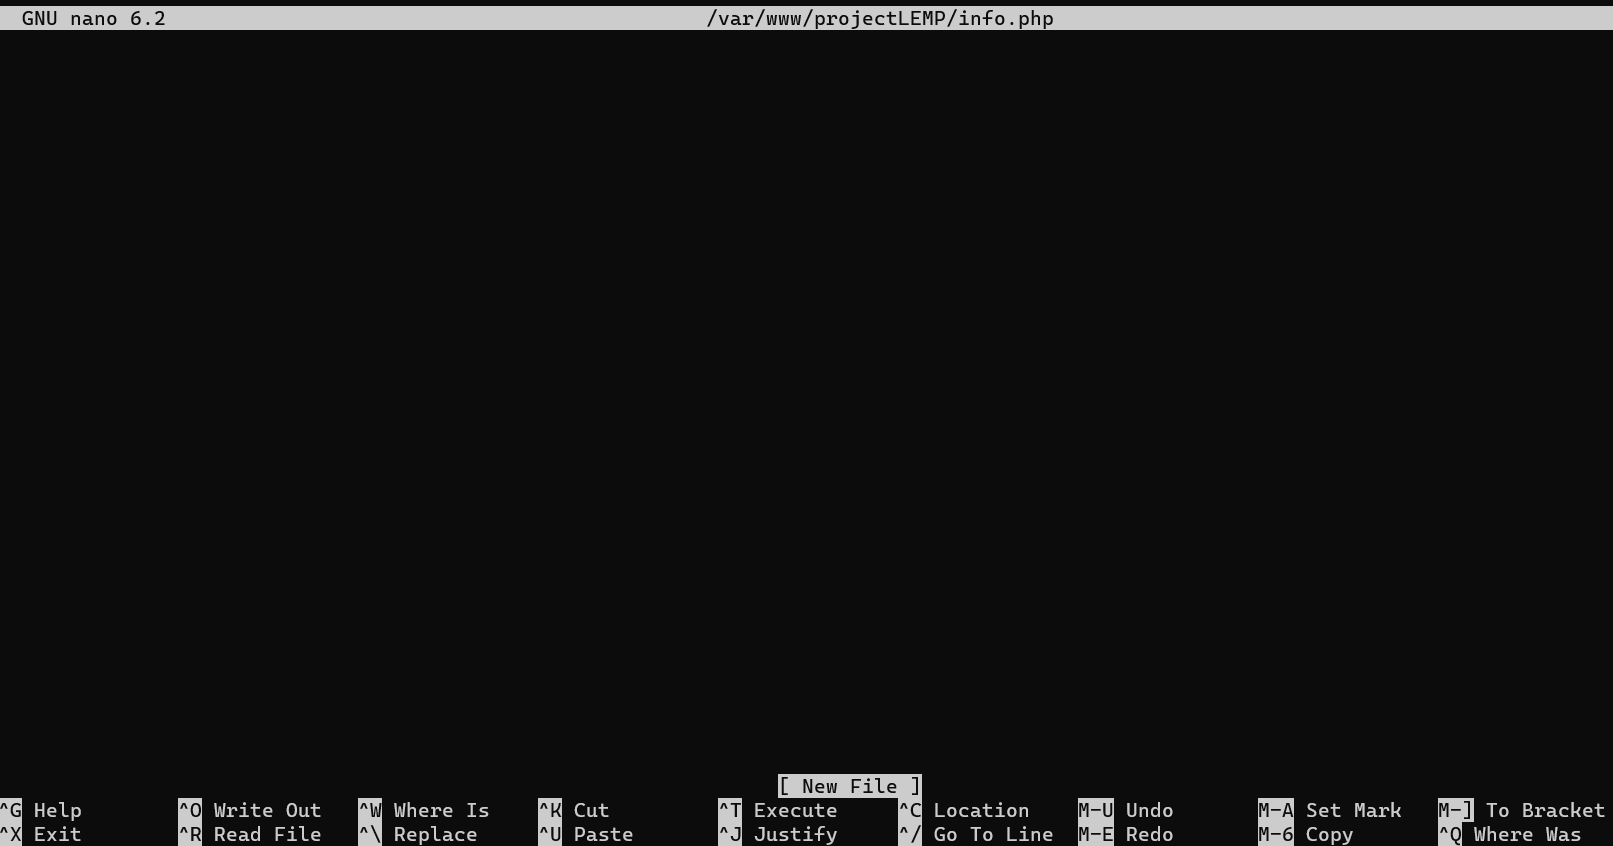 GNU nano 6.2 /var/www/projectLEMP/info.php
[ New File ]
^G Help ^O Write Out ^W Where Is ^K Cut ^T Execute ^C Location M-U Undo M-A Set Mark M-] To Bracket
^X Exit ^R Read File ^\ Replace ^U Paste ^J Justify ^/ Go To Line M-E Redo M-6 Copy ^Q Where Was